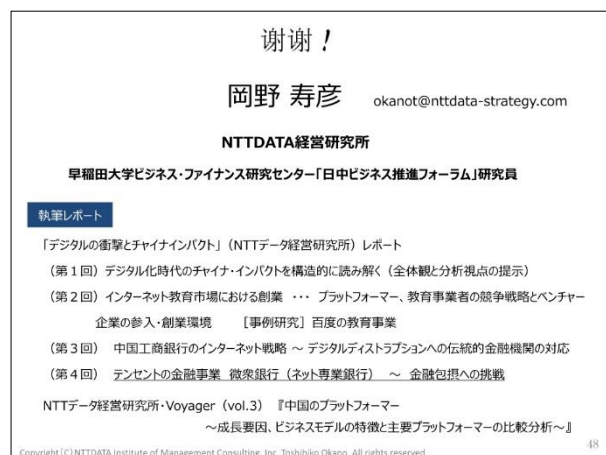 谢谢！
岡野 寿彦 okanot@nttdata-strategy.com
NTTDATA経営研究所
早稲田大学ビジネス・ファイナンス研究センター「日中ビジネス推進フォーラム」研究員
執筆レポート
「デジタルの衝撃とチャイナインパクト」（NTTデータ経営研究所）レポート
（第１回）デジタル化時代のチャイナ・インパクトを構造的に読み解く（全体観と分析視点の提示）
（第２回）インターネット教育市場における創業 ・・・ プラットフォーマー、教育事業者の競争戦略とベンチャー
企業の参入・創業環境 ［事例研究］百度の教育事業
（第３回） 中国工商銀行のインターネット戦略 ～ デジタルディストラプションへの伝統的金融機関の対応
（第４回） テンセントの金融事業 微衆銀行（ネット専業銀行） ～ 金融包摂への挑戦
NTTデータ経営研究所・Voyager（vol.3）『中国のプラットフォーマー
～成長要因、ビジネスモデルの特徴と主要プラットフォーマーの比較分析～』
Copyright（C）NTTDATA Institute of Management Consulting, Inc. Toshihiko Okano. All rights reserved.
48